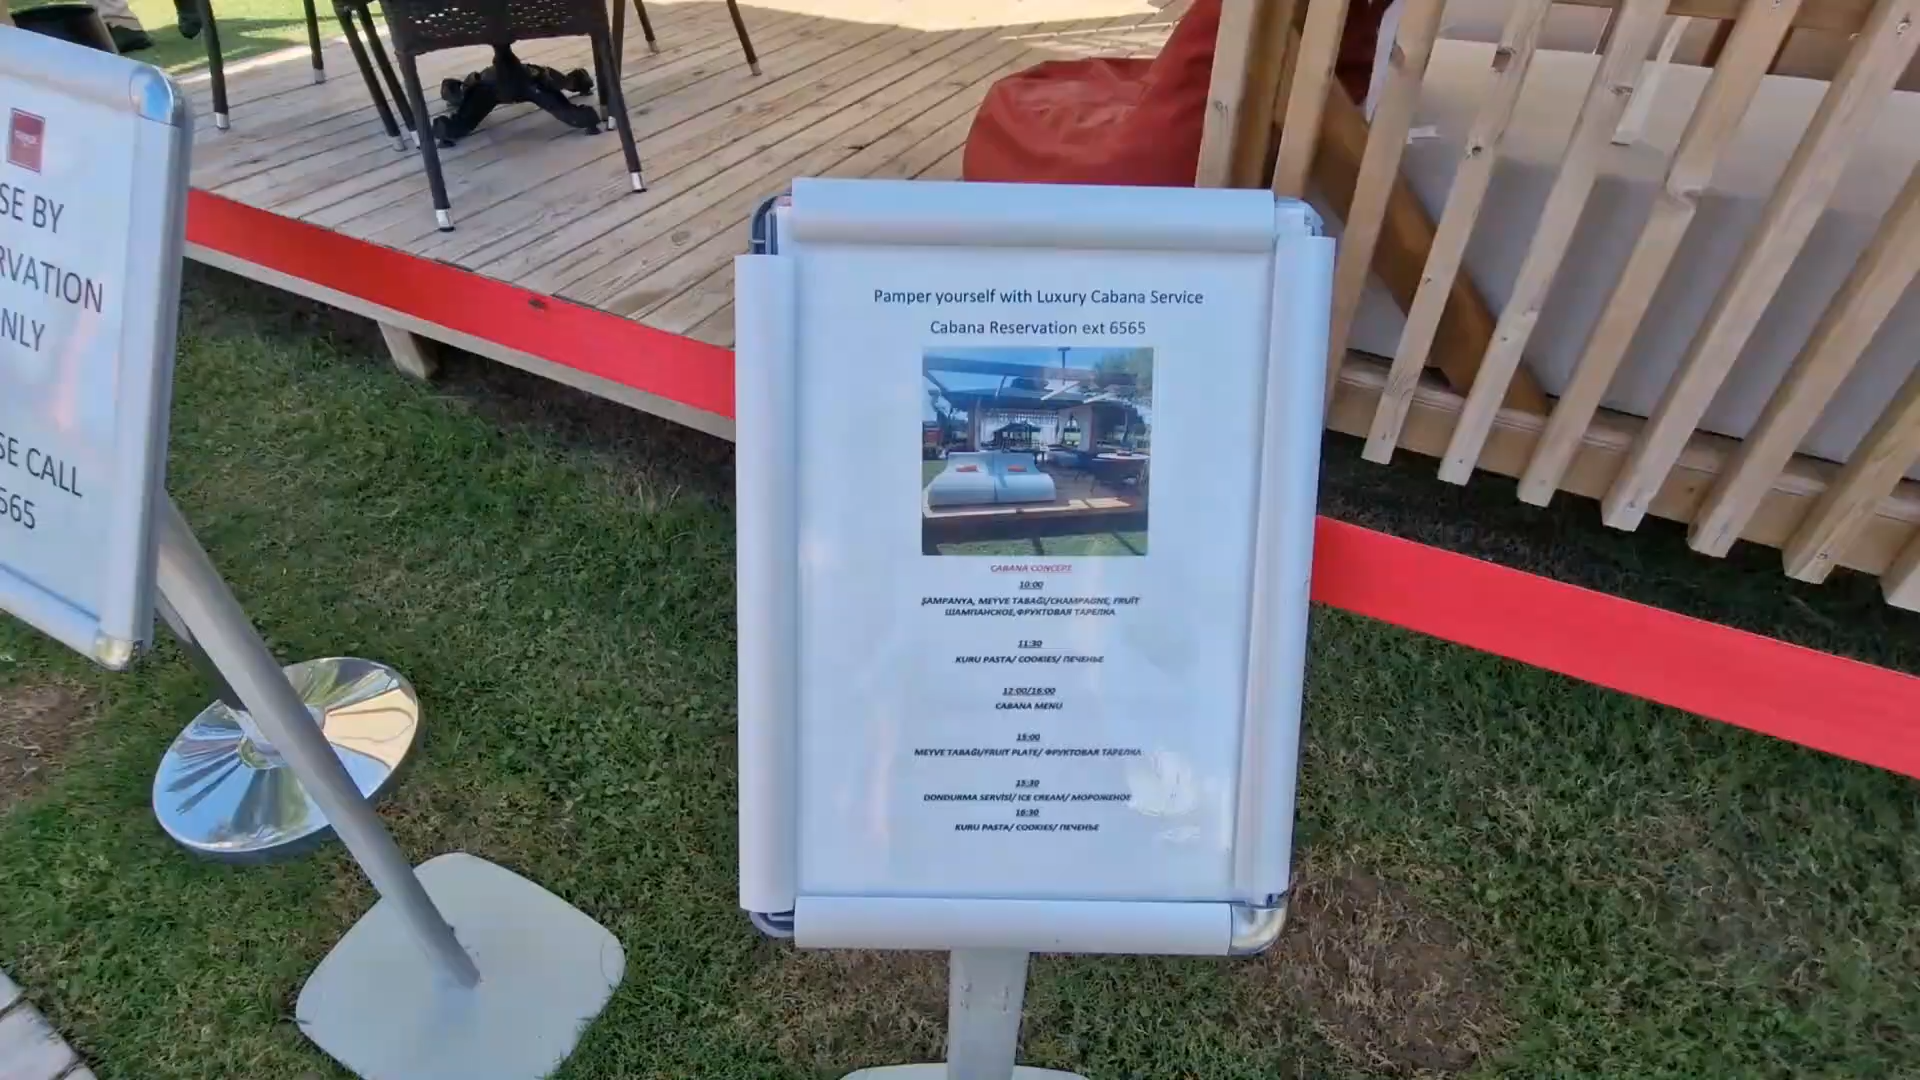 SE BY
RVATION
NLY
SE CALL
565
Pamper yourself with Luxury Cabana Service
Cabana Reservation ext 6565
CABANA CONCEPT
10:00
ŞAMPANYA, MEYVE TABAĞI/CHAMPAGNE, FRUİT
ШАМПАНСКОЕ,ФРУКТОВАЯ ТАРЕЛКА
11:30
KURU PASTA/ COOKIES/ ПЕЧЕНЬЕ
12:00/16:00
CABANA MENU
15:00
MEYVE TABAĞI/FRUIT PLATE/ ФРУКТОВАЯ ТАРЕЛКА
15:30
DONDURMA SERVİSİ/ ICE CREAM/ МОРОЖЕНОЕ
16:30
KURU PASTA/ COOKIES/ ПЕЧЕНЬЕ